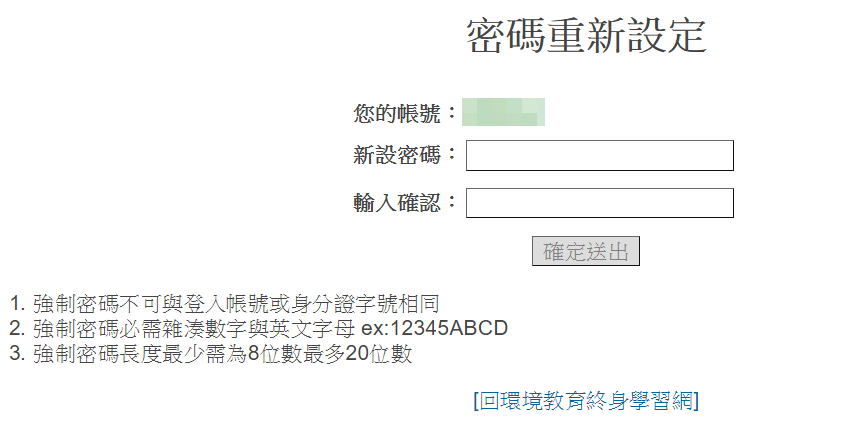 密碼重新設定
您的帳號：
新設密碼：
輸入確認：
確定送出
1. 強制密碼不可與登入帳號或身分證字號相同
2. 強制密碼必需雜湊數字與英文字母 ex:12345ABCD
3. 強制密碼長度最少需為8位數最多20位數
[回環境教育終身學習網]